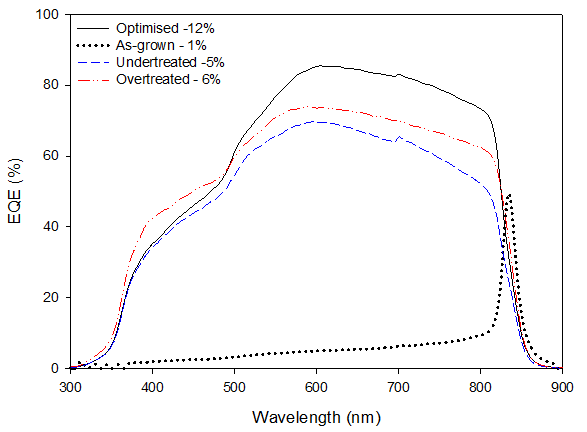 100
80
60
40
20
0
EQE (%)
Optimised -12%
As-grown - 1%
Undertreated -5%
Overtreated - 6%
300 400 500 600 700 800 900
Wavelength (nm)